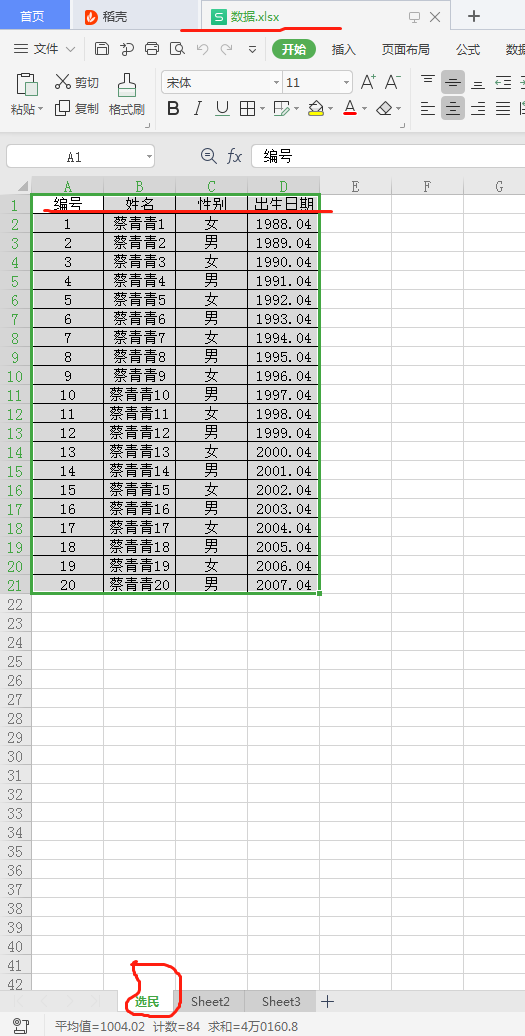 首页 稻壳 S 数据.xlsx
文件 开始 插入 页面布局 公式 数据
粘贴 剪切 复制 格式刷 宋体 11 A+ A-
B I U A
A1 fx 编号
A B C D E F G
1 编号 姓名 性别 出生日期
2 1 蔡青青1 女 1988.04
3 2 蔡青青2 男 1989.04
4 3 蔡青青3 女 1990.04
5 4 蔡青青4 男 1991.04
6 5 蔡青青5 女 1992.04
7 6 蔡青青6 男 1993.04
8 7 蔡青青7 女 1994.04
9 8 蔡青青8 男 1995.04
10 9 蔡青青9 女 1996.04
11 10 蔡青青10 男 1997.04
12 11 蔡青青11 女 1998.04
13 12 蔡青青12 男 1999.04
14 13 蔡青青13 女 2000.04
15 14 蔡青青14 男 2001.04
16 15 蔡青青15 女 2002.04
17 16 蔡青青16 男 2003.04
18 17 蔡青青17 女 2004.04
19 18 蔡青青18 男 2005.04
20 19 蔡青青19 女 2006.04
21 20 蔡青青20 男 2007.04
22
23
24
25
26
27
28
29
30
31
32
33
34
35
36
37
38
39
40
41
42
选民 Sheet2 Sheet3
平均值=1004.02 计数=84 求和=4万0160.8